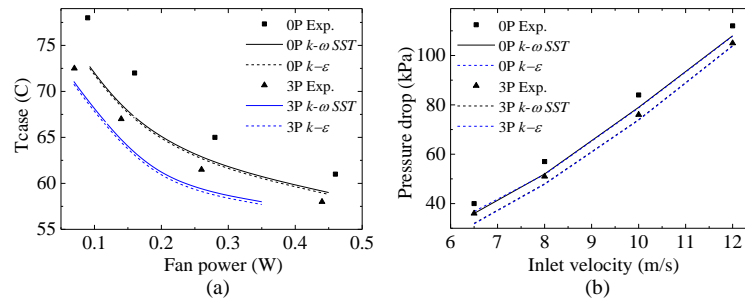 Tcase (C)
75
70
65
60
55
0.1
0.2
0.3
0.4
0.5
Fan power (W)
0P Exp.
0P k-ω SST
0P k–ε
3P Exp.
3P k-ω SST
3P k–ε
(a)
Pressure drop (kPa)
100
80
60
40
6
7
8
9
10
11
12
Inlet velocity (m/s)
0P Exp.
0P k-ω SST
0P k–ε
3P Exp.
3P k-ω SST
3P k–ε
(b)